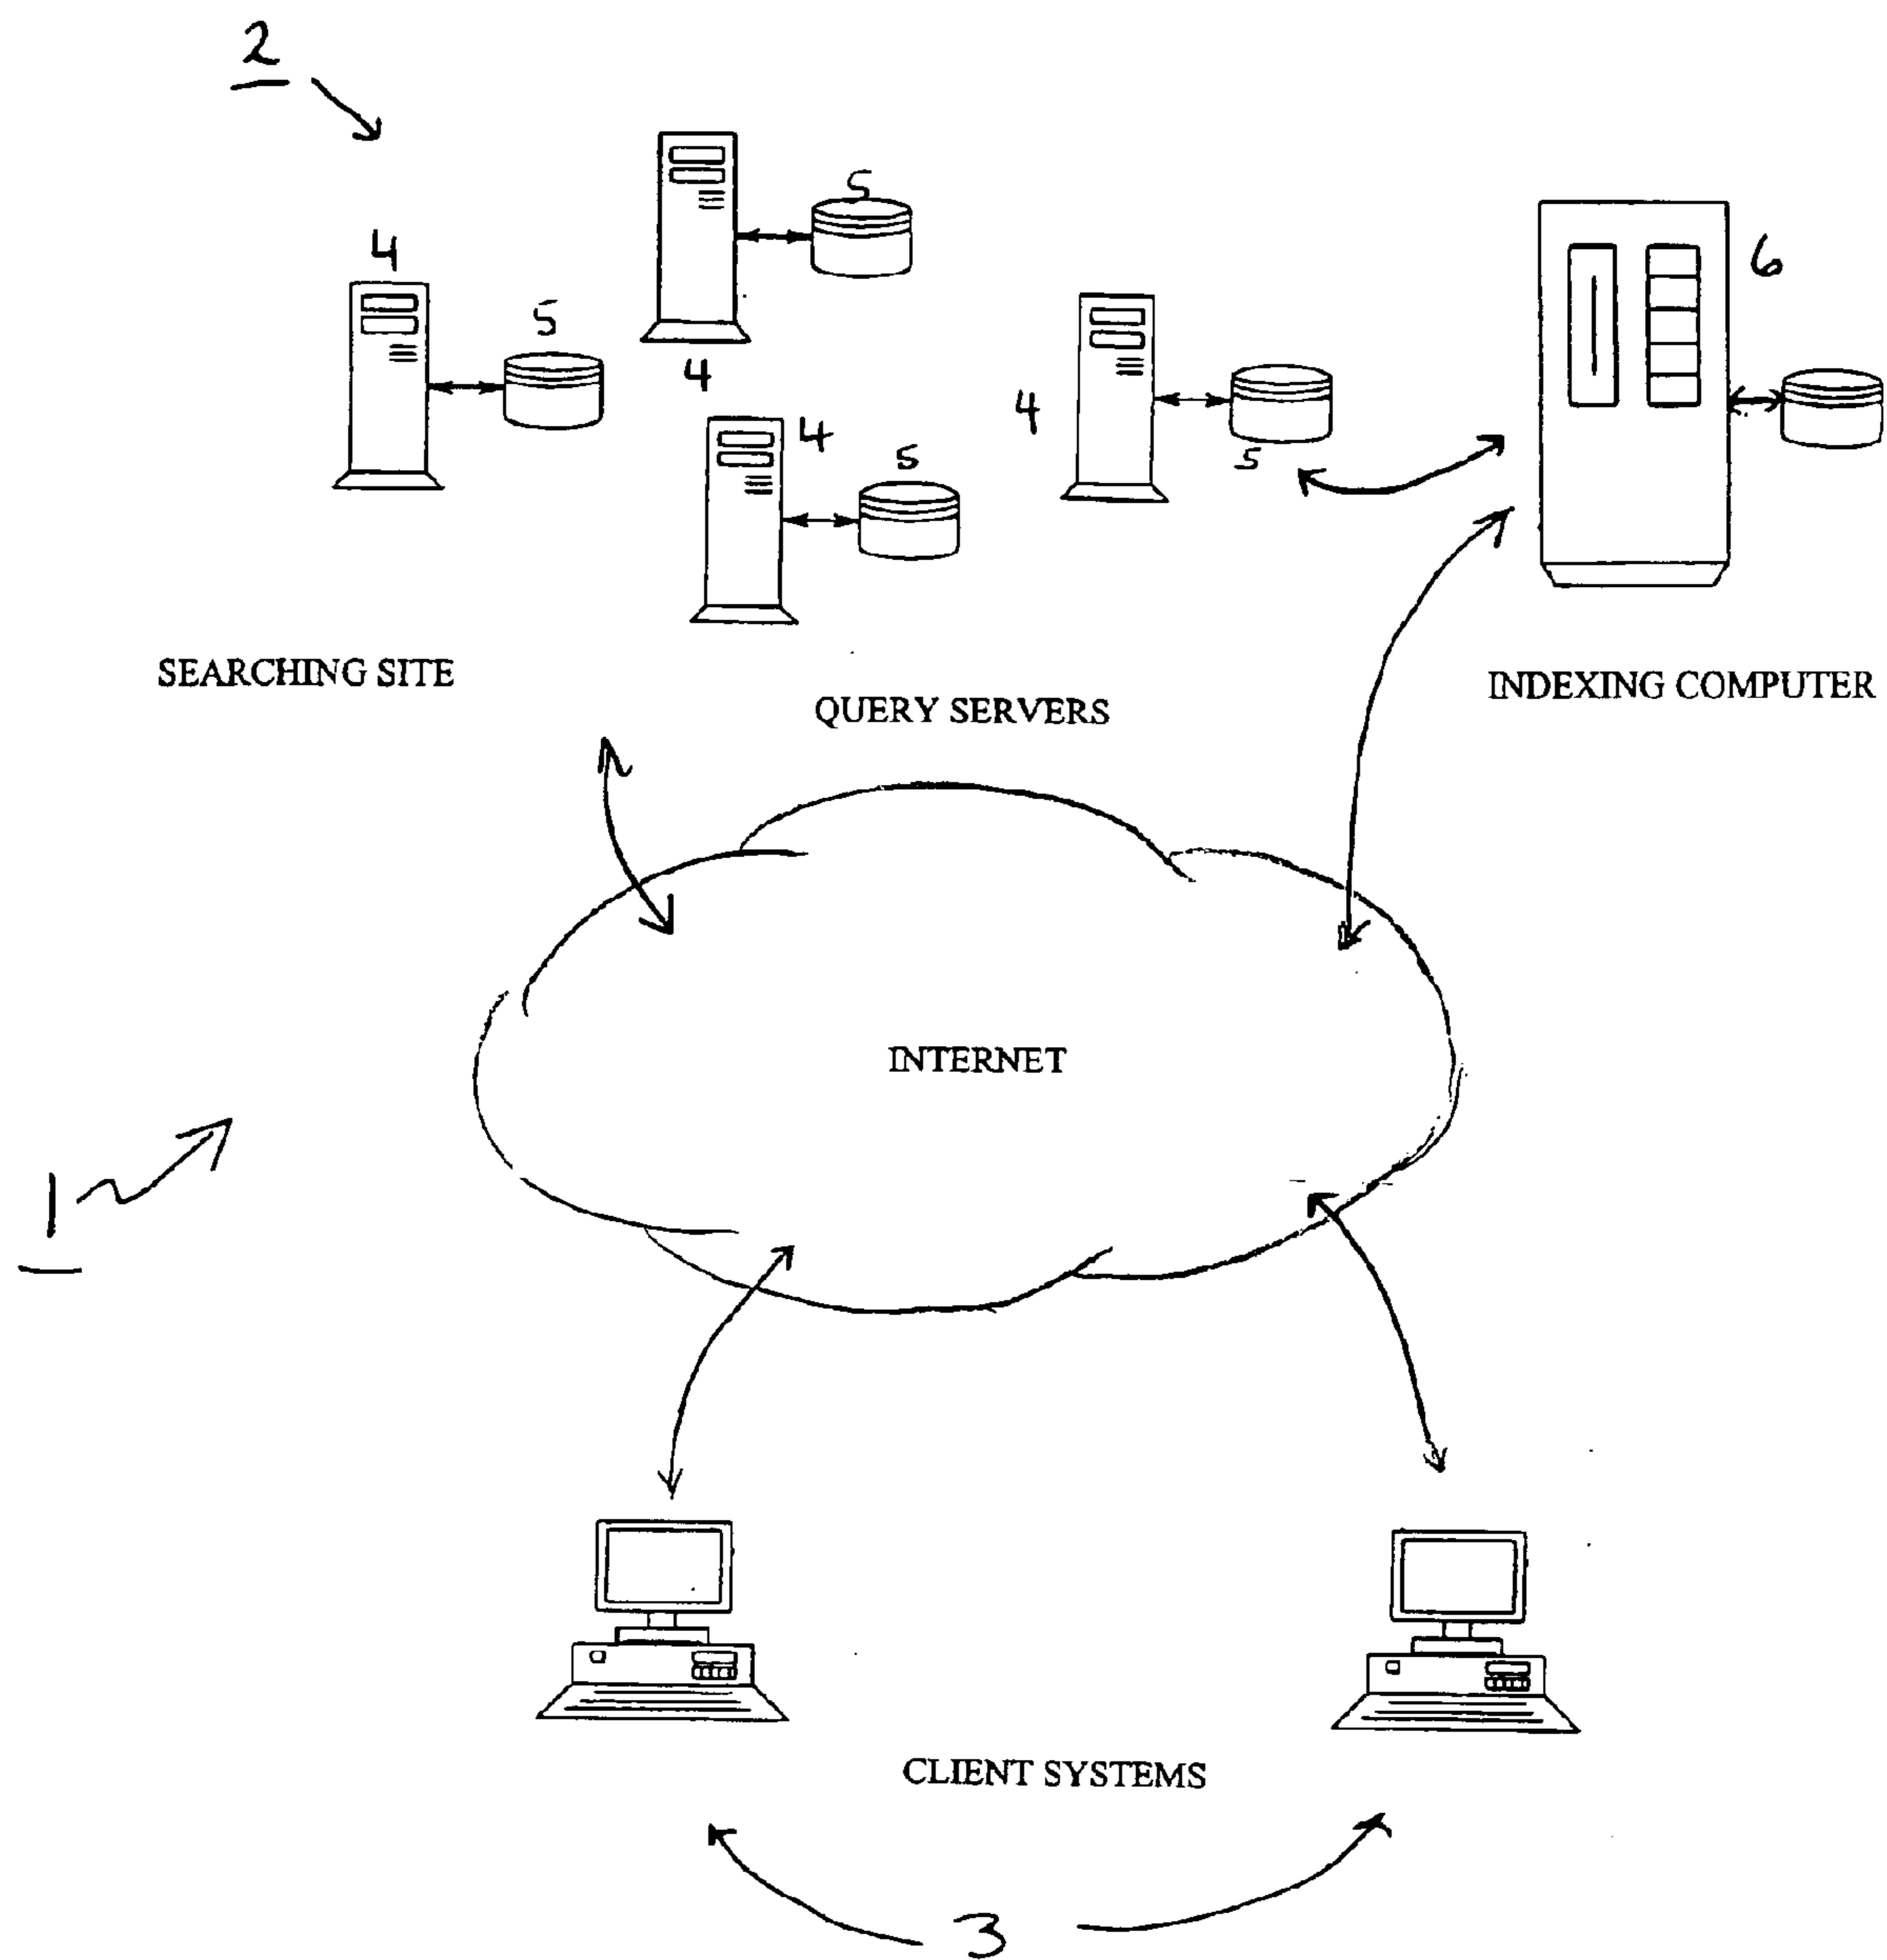 2
5
4
6
5
4
4
4
5
5
SEARCHING SITE
INDEXING COMPUTER
QUERY SERVERS
INTERNET
1
CLIENT SYSTEMS
3